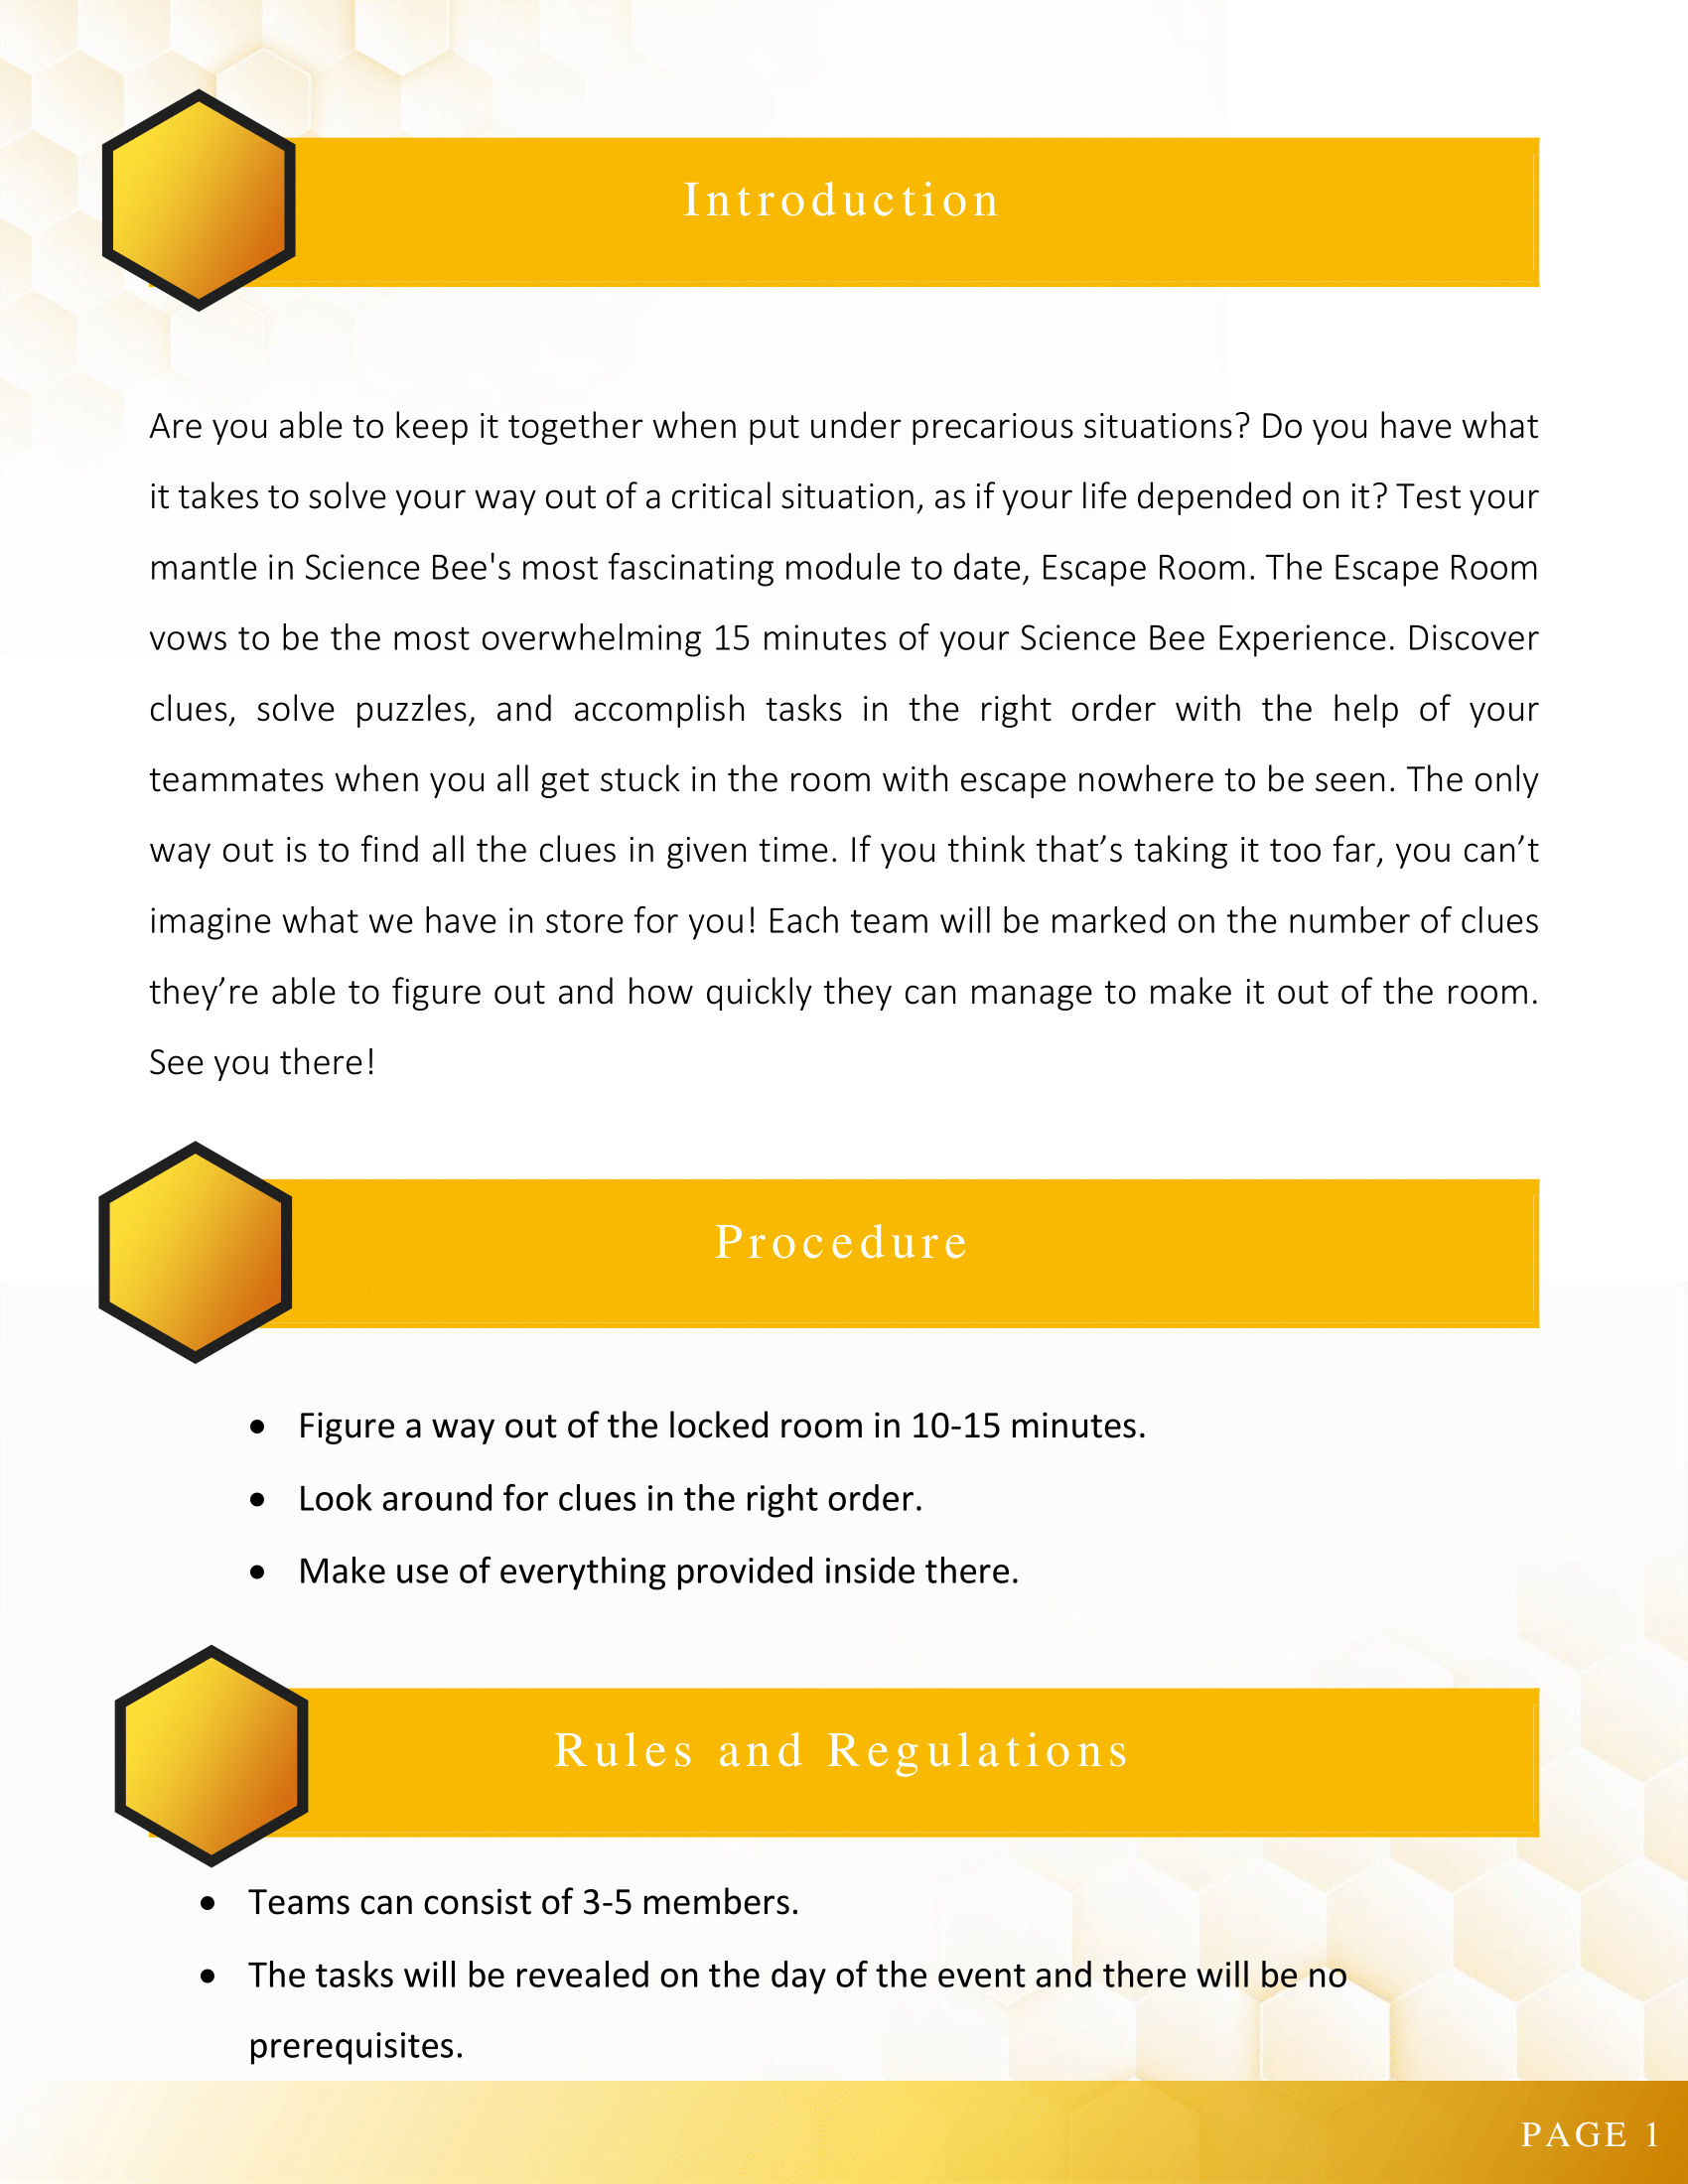 Introduction
Are you able to keep it together when put under precarious situations? Do you have what
it takes to solve your way out of a critical situation, as if your life depended on it? Test your
mantle in Science Bee's most fascinating module to date, Escape Room. The Escape Room
vows to be the most overwhelming 15 minutes of your Science Bee Experience. Discover
clues, solve puzzles, and accomplish tasks in the right order with the help of your
teammates when you all get stuck in the room with escape nowhere to be seen. The only
way out is to find all the clues in given time. If you think that’s taking it too far, you can’t
imagine what we have in store for you! Each team will be marked on the number of clues
they’re able to figure out and how quickly they can manage to make it out of the room.
See you there!
Procedure
• Figure a way out of the locked room in 10-15 minutes.
• Look around for clues in the right order.
• Make use of everything provided inside there.
Rules and Regulations
• Teams can consist of 3-5 members.
• The tasks will be revealed on the day of the event and there will be no
prerequisites.
PAGE 1